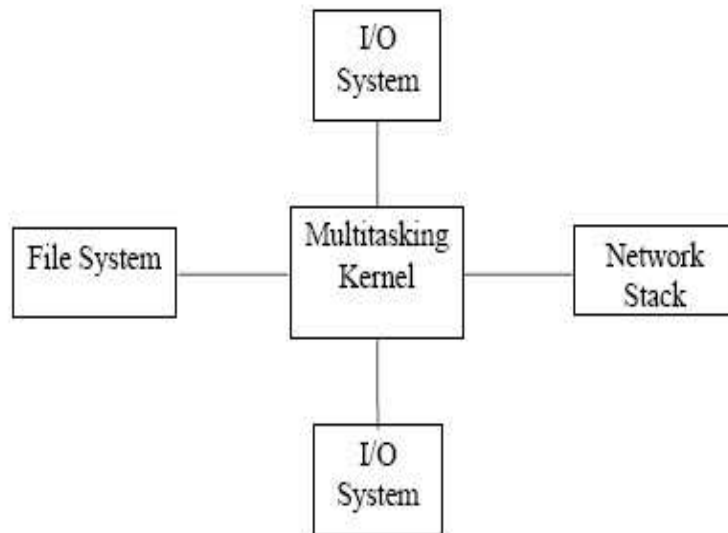 I/O
System
Multitasking
Kernel
File System
Network
Stack
I/O
System